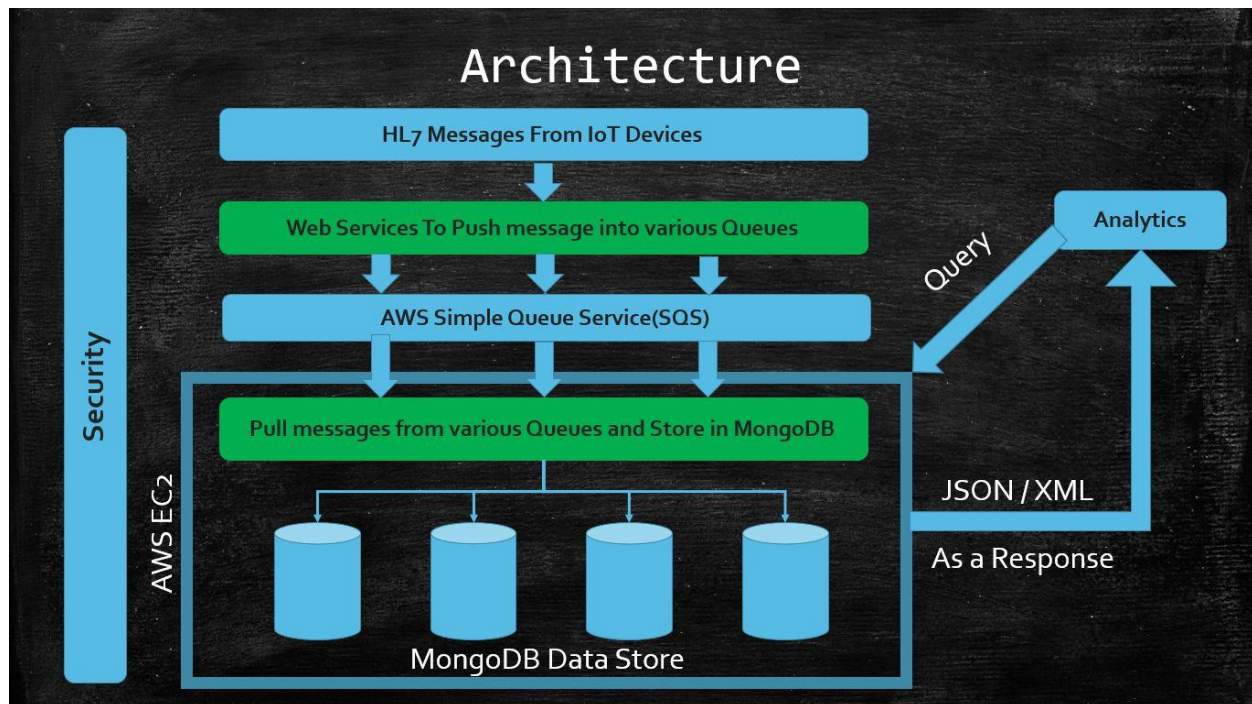 Architecture
HL7 Messages From IoT Devices
Web Services To Push message into various Queues
Analytics
Query
AWS Simple Queue Service(SQS)
Security
Pull messages from various Queues and Store in MongoDB
AWS EC2
JSON / XML
As a Response
MongoDB Data Store